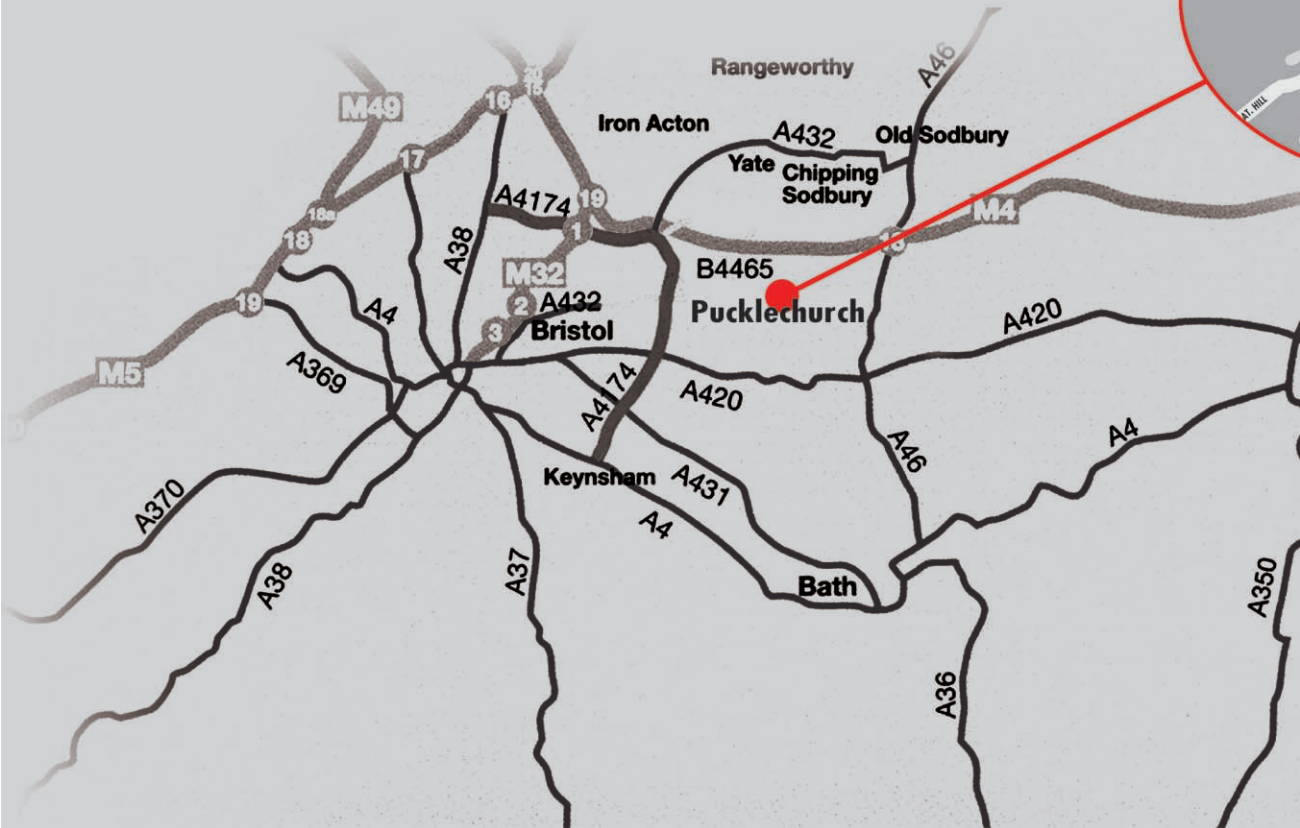 Rangeworthy
A46
20
15
16
M49
Iron Acton
A432
Old Sodbury
AT. HILL
17
Yate
Chipping
Sodbury
A4174
19
18a
M4
1
18
A38
18
M32
B4465
19
A4
2
A432
Pucklechurch
3
Bristol
A420
M5
A369
A4174
A420
A46
A4
Keynsham
A431
A370
A4
A37
A38
Bath
A350
A36